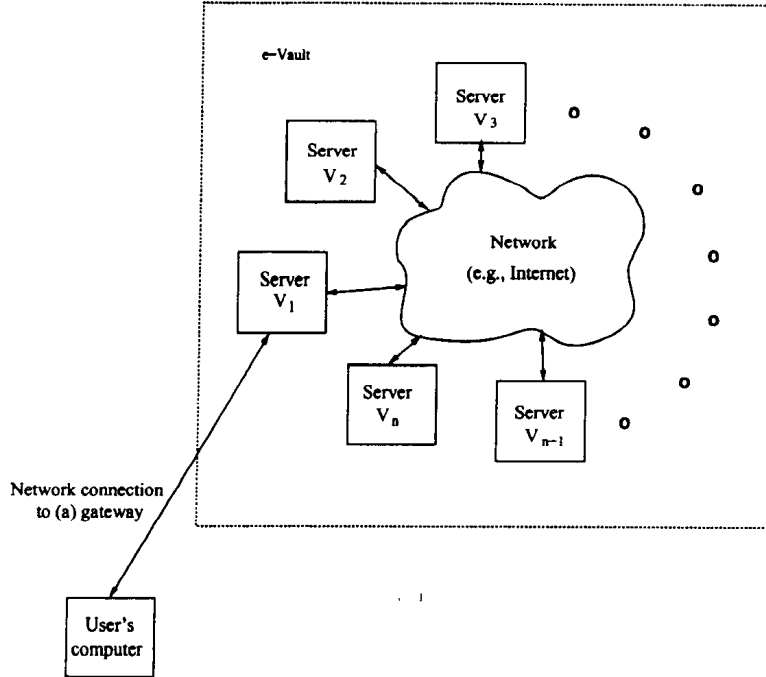 e-Vault
Server
V3
Server
V2
Server
V1
Network
(e.g., Internet)
Server
Vn
Server
Vn-1
Network connection
to (a) gateway
User's
computer